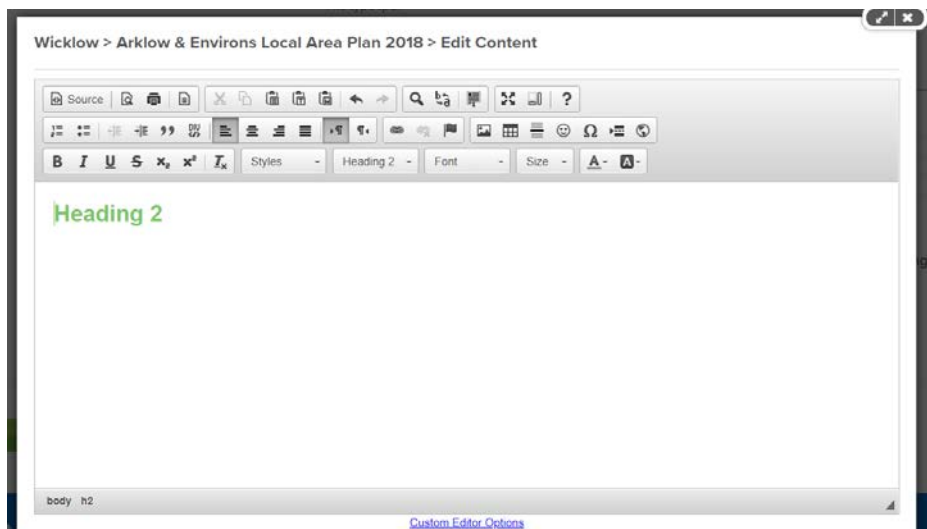 Wicklow > Arklow & Environs Local Area Plan 2018 > Edit Content
Source
B I U S x₂ x² Tx Styles Heading 2 Font Size A A
Heading 2
body h2
Custom Editor Options